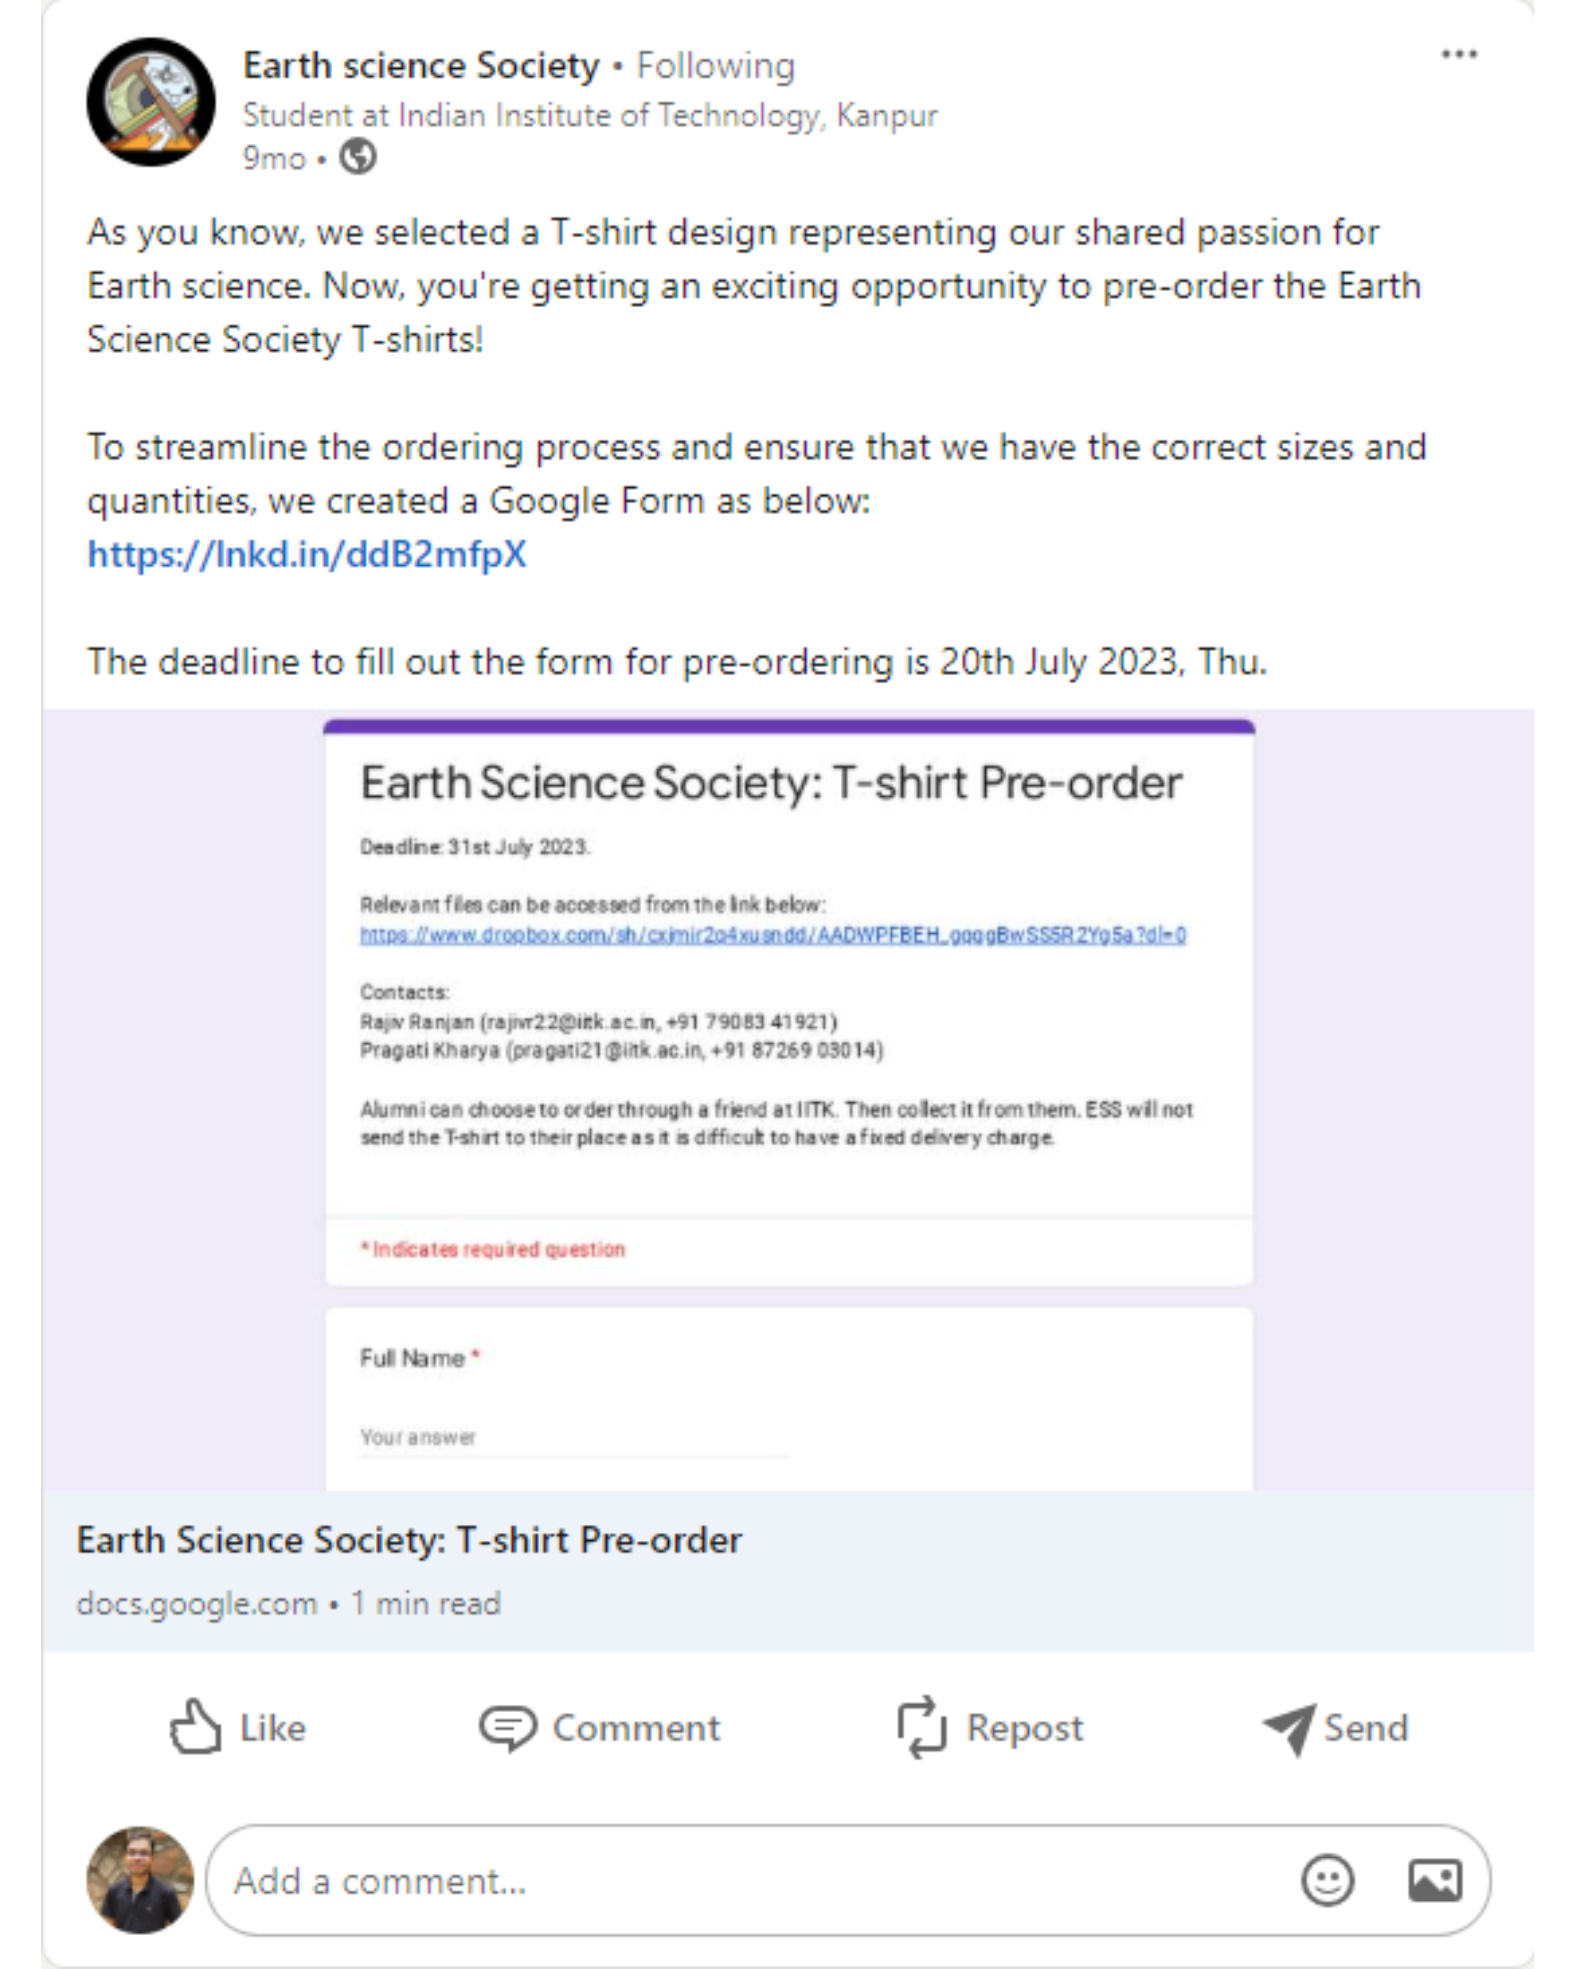 Earth science Society • Following
Student at Indian Institute of Technology, Kanpur
9mo •
As you know, we selected a T-shirt design representing our shared passion for
Earth science. Now, you're getting an exciting opportunity to pre-order the Earth
Science Society T-shirts!
To streamline the ordering process and ensure that we have the correct sizes and
quantities, we created a Google Form as below:
https://lnkd.in/ddB2mfpX
The deadline to fill out the form for pre-ordering is 20th July 2023, Thu.
Earth Science Society: T-shirt Pre-order
Deadline: 31st July 2023.
Relevant files can be accessed from the link below:
Contacts:
Rajiv Ranjan (rajivr22@iitk.ac.in, +91 79083 41921)
Pragati Kharya (pragati21@iitk.ac.in, +91 87269 03014)
Alumni can choose to order through a friend at IITK. Then collect it from them. ESS will not
send the T-shirt to their place as it is difficult to have a fixed delivery charge.
* Indicates required question
Full Name *
Your answer
Earth Science Society: T-shirt Pre-order
docs.google.com • 1 min read
Like Comment Repost Send
Add a comment...